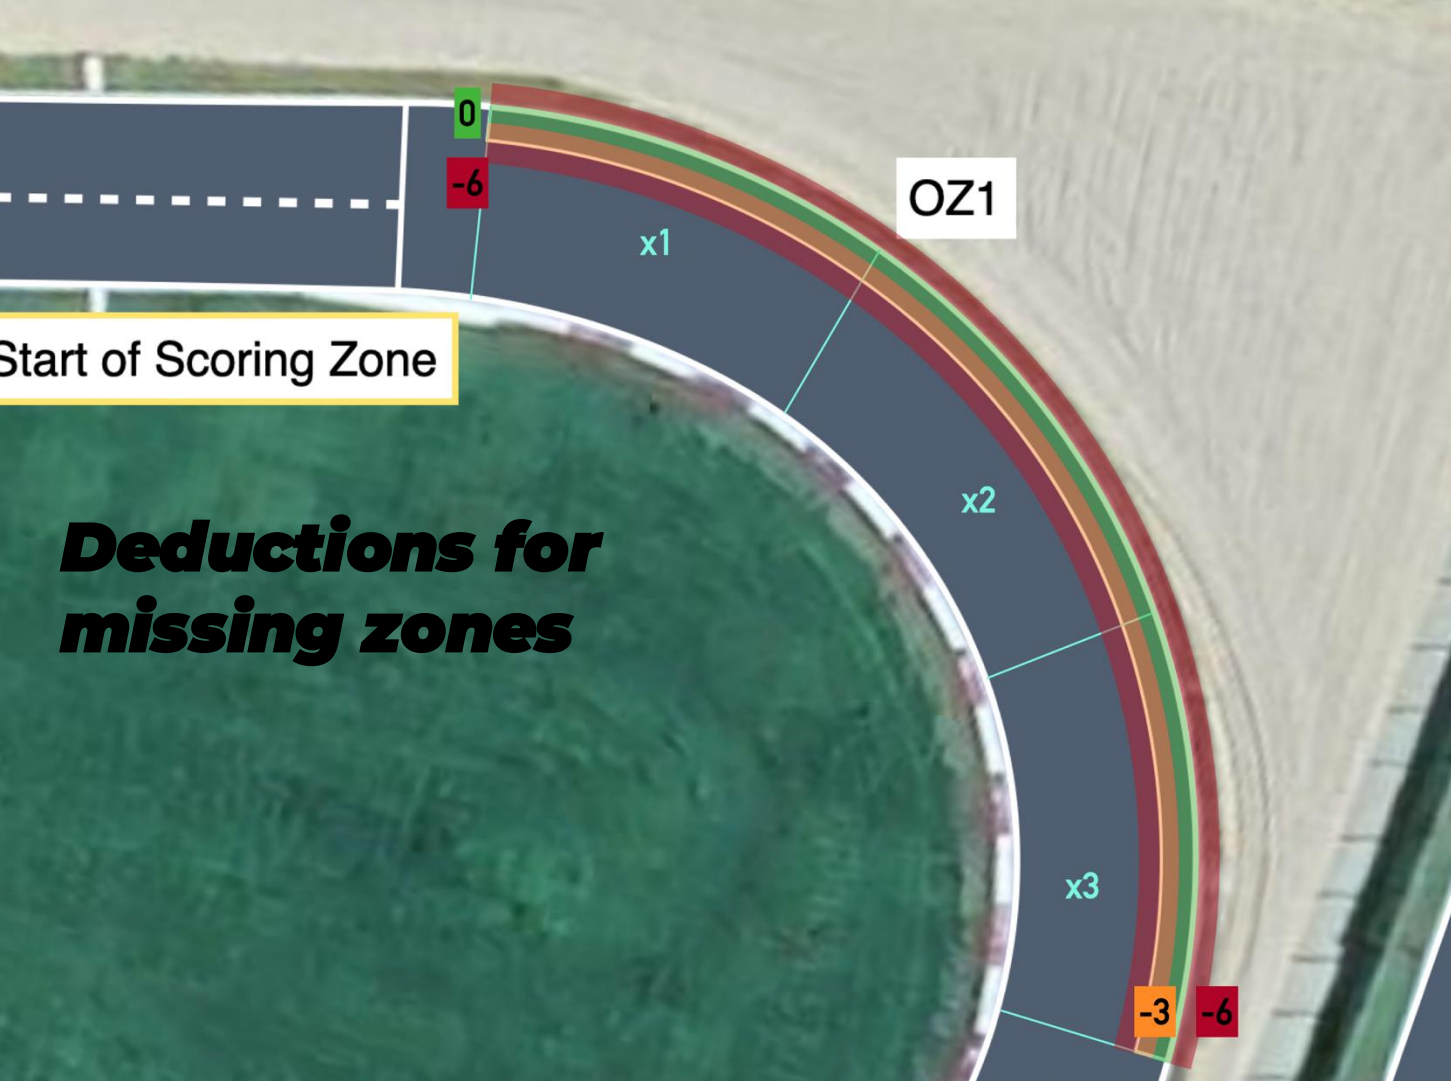 0
-6
OZ1
x1
Start of Scoring Zone
x2
Deductions for
missing zones
x3
-3
-6